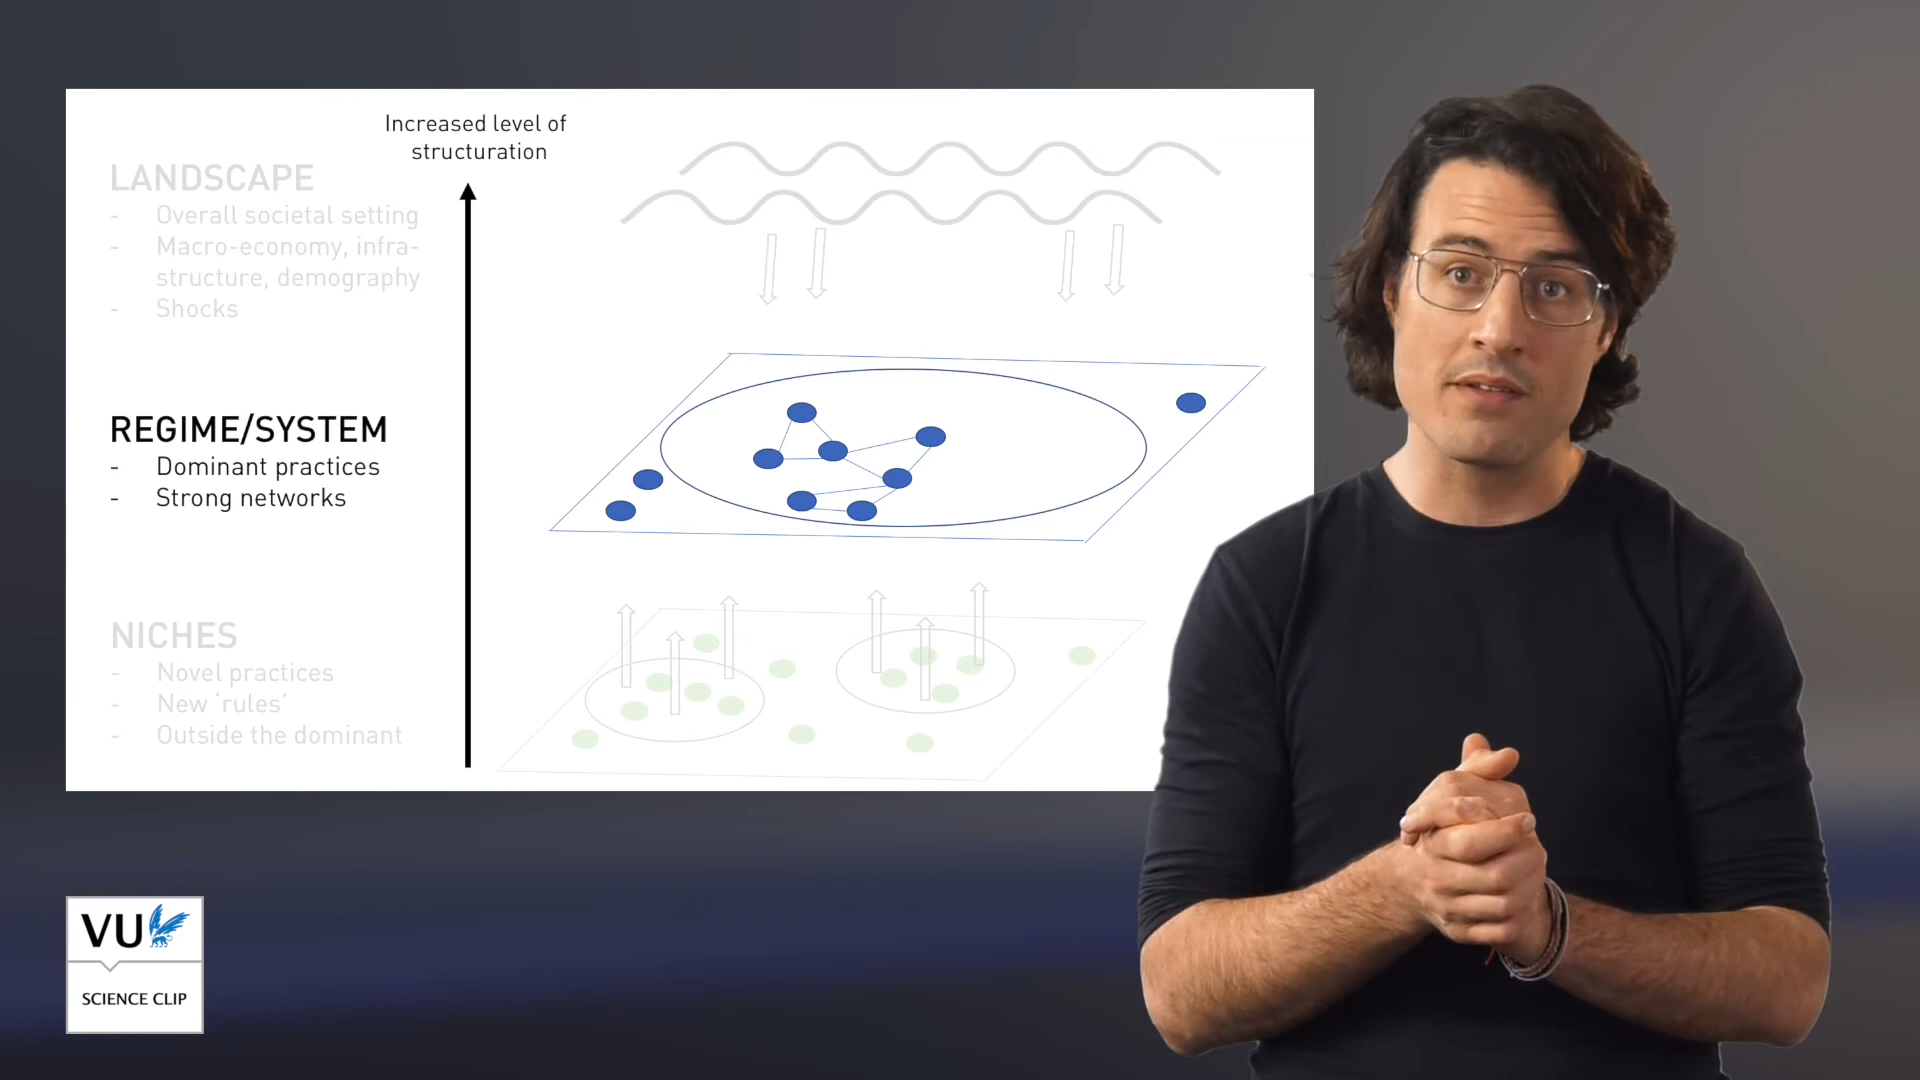 Increased level of
structuration
LANDSCAPE
- Overall societal setting
- Macro-economy, infra-
structure, demography
- Shocks
REGIME/SYSTEM
- Dominant practices
- Strong networks
NICHES
- Novel practices
- New ‘rules’
- Outside the dominant
VU
SCIENCE CLIP